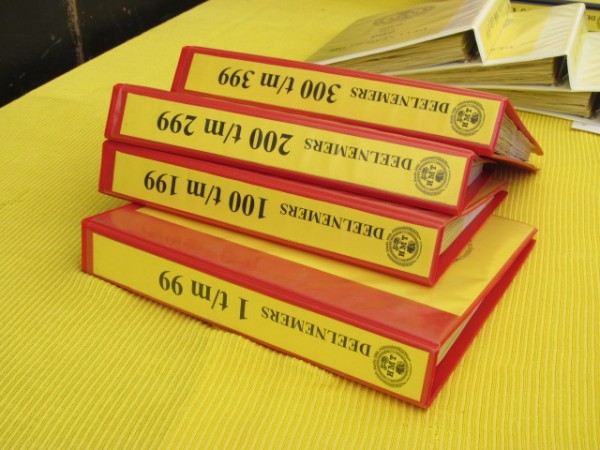 DEELNEMERS 300 t/m 399
DEELNEMERS 200 t/m 299
DEELNEMERS 100 t/m 199
DEELNEMERS 1 t/m 99